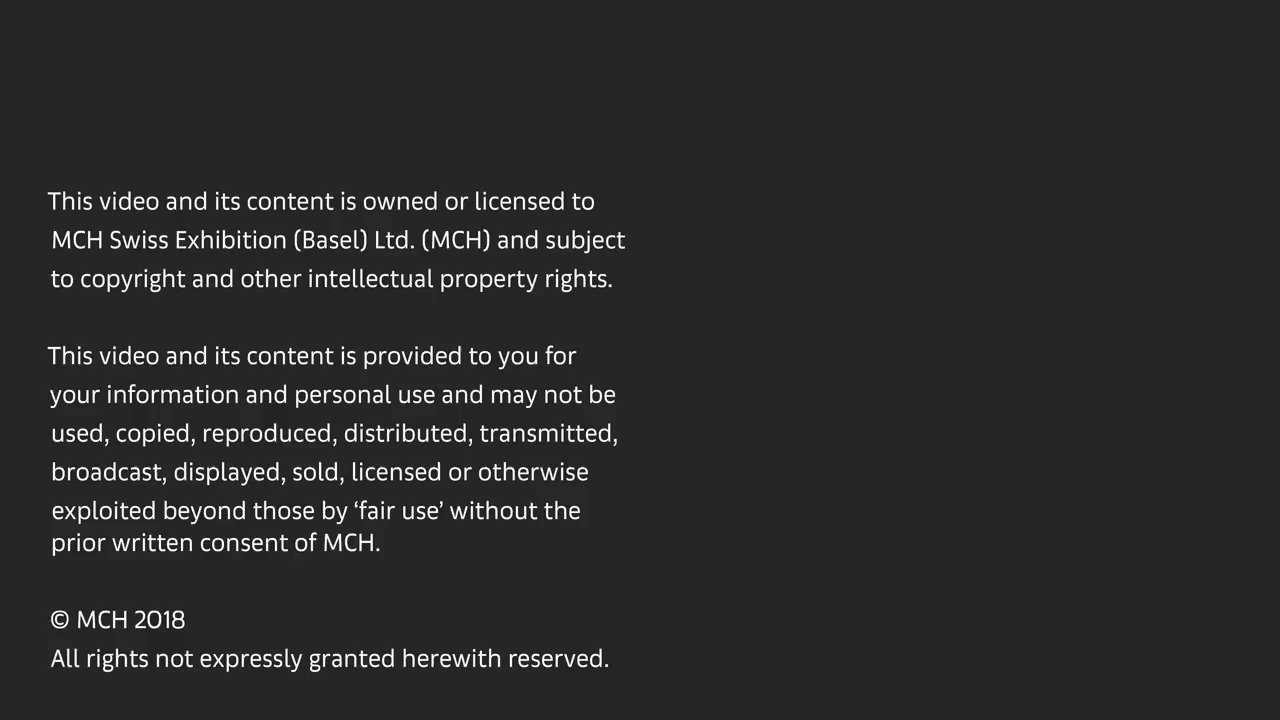 This video and its content is owned or licensed to
MCH Swiss Exhibition (Basel) Ltd. (MCH) and subject
to copyright and other intellectual property rights.
This video and its content is provided to you for
your information and personal use and may not be
used, copied, reproduced, distributed, transmitted,
broadcast, displayed, sold, licensed or otherwise
exploited beyond those by ‘fair use’ without the
prior written consent of MCH.
© MCH 2018
All rights not expressly granted herewith reserved.